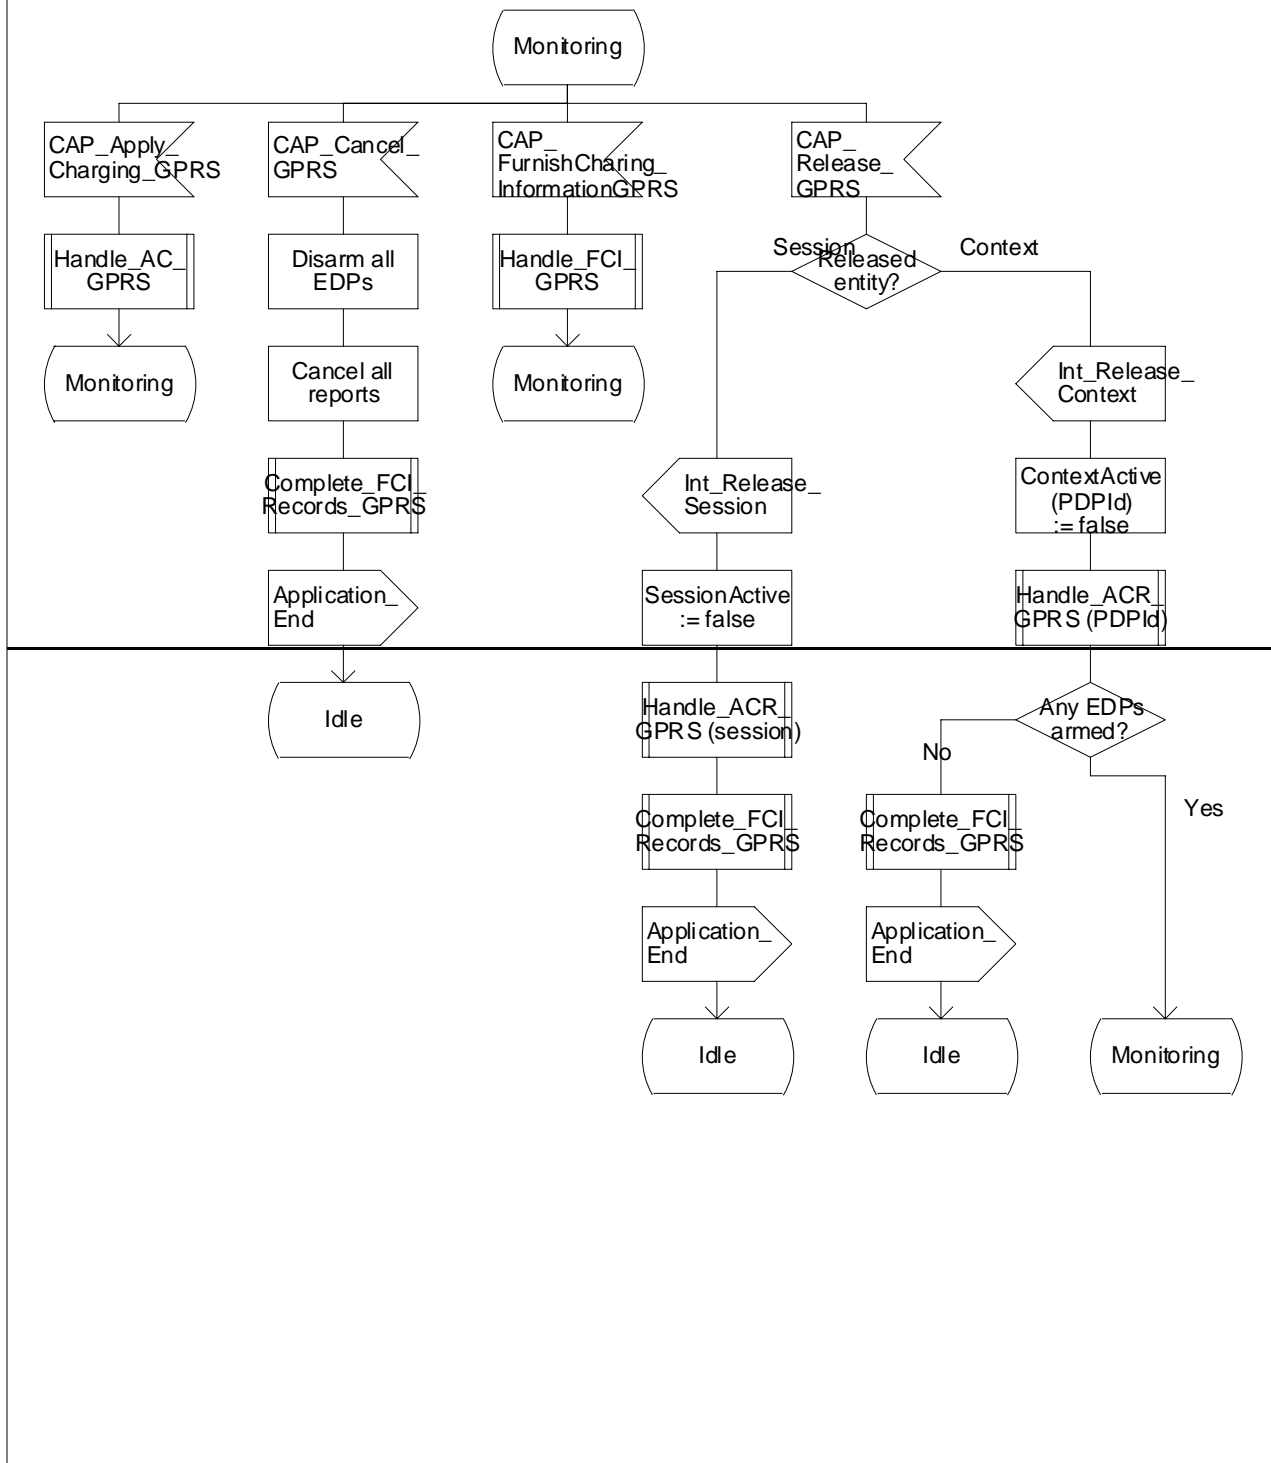 Monitoring
CAP_Apply_
Charging_GPRS
CAP_Cancel_
GPRS
CAP_
FurnishCharing_
InformationGPRS
CAP_
Release_
GPRS
Handle_AC_
GPRS
Disarm all
EDPs
Handle_FCI_
GPRS
Session
Released
entity?
Context
Monitoring
Cancel all
reports
Monitoring
Int_Release_
Context
Complete_FCI_
Records_GPRS
Int_Release_
Session
ContextActive
(PDPId)
:= false
Application_
End
SessionActive
:= false
Handle_ACR_
GPRS (PDPId)
Idle
Handle_ACR_
GPRS (session)
Any EDPs
armed?
No
Yes
Complete_FCI_
Records_GPRS
Complete_FCI_
Records_GPRS
Application_
End
Application_
End
Idle
Idle
Monitoring